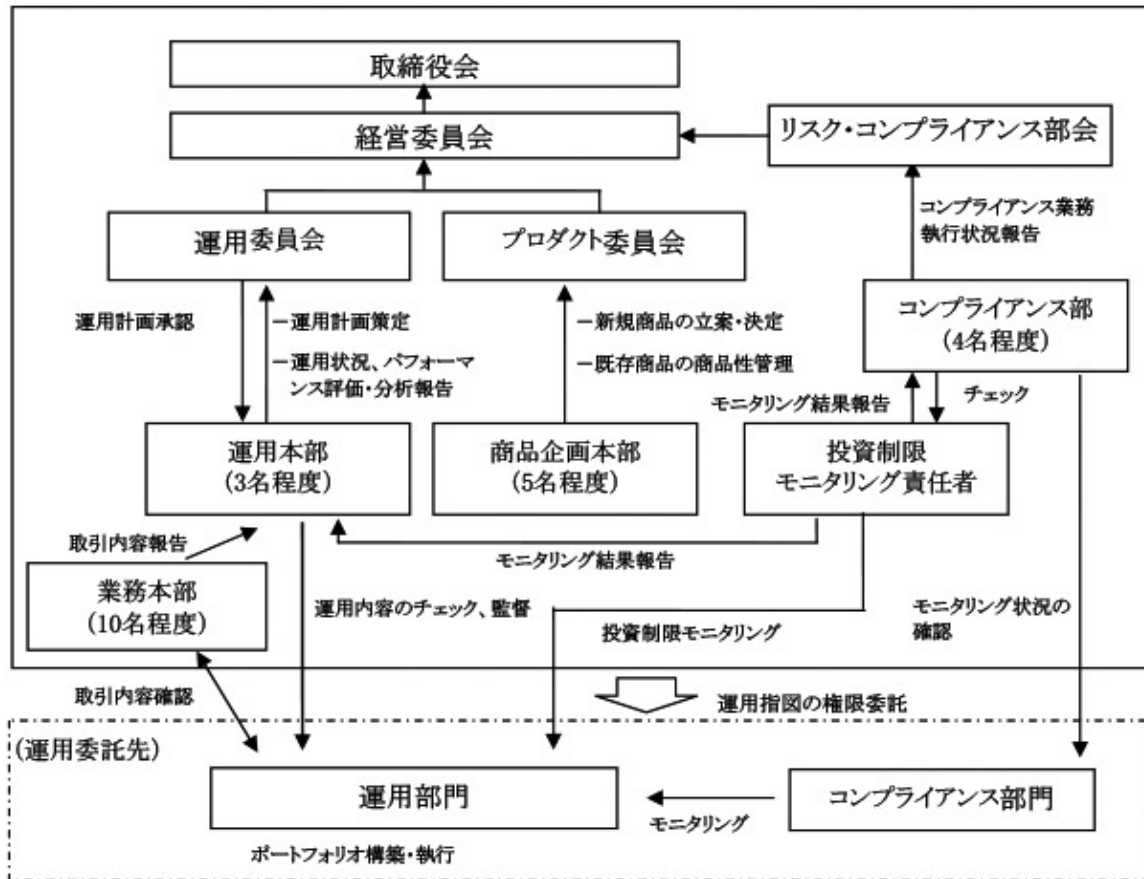 取締役会
経営委員会
リスク・コンプライアンス部会
運用委員会
プロダクト委員会
コンプライアンス業務
執行状況報告
運用計画承認
－運用計画策定
－運用状況、パフォーマ
ンス評価・分析報告
－新規商品の立案・決定
－既存商品の商品性管理
コンプライアンス部
(4名程度)
モニタリング結果報告
チェック
運用本部
(3名程度)
商品企画本部
(5名程度)
投資制限
モニタリング責任者
取引内容報告
モニタリング結果報告
業務本部
(10名程度)
運用内容のチェック、監督
投資制限モニタリング
モニタリング状況の
確認
取引内容確認
運用指図の権限委託
(運用委託先)
運用部門
モニタリング
コンプライアンス部門
ポートフォリオ構築・執行